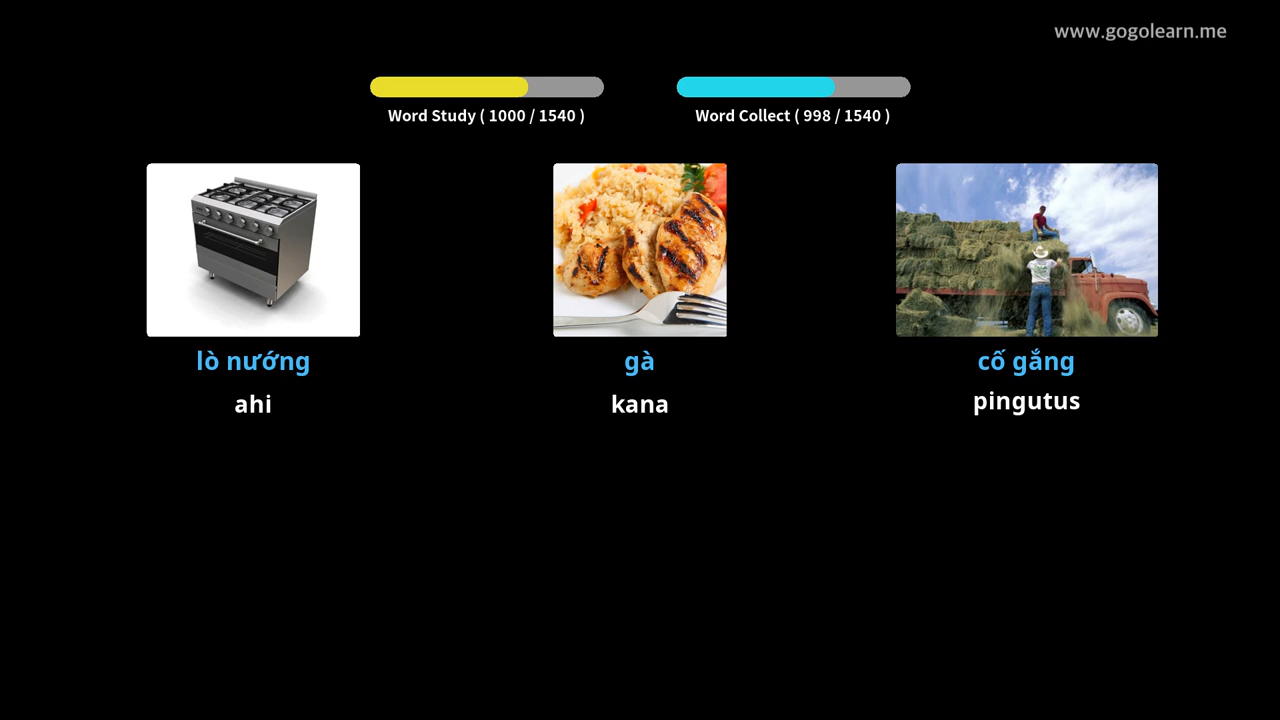 www.gogolearn.me
Word Study ( 1000 / 1540 )
Word Collect ( 998 / 1540 )
lò nướng
gà
cố gắng
ahi
kana
pingutus